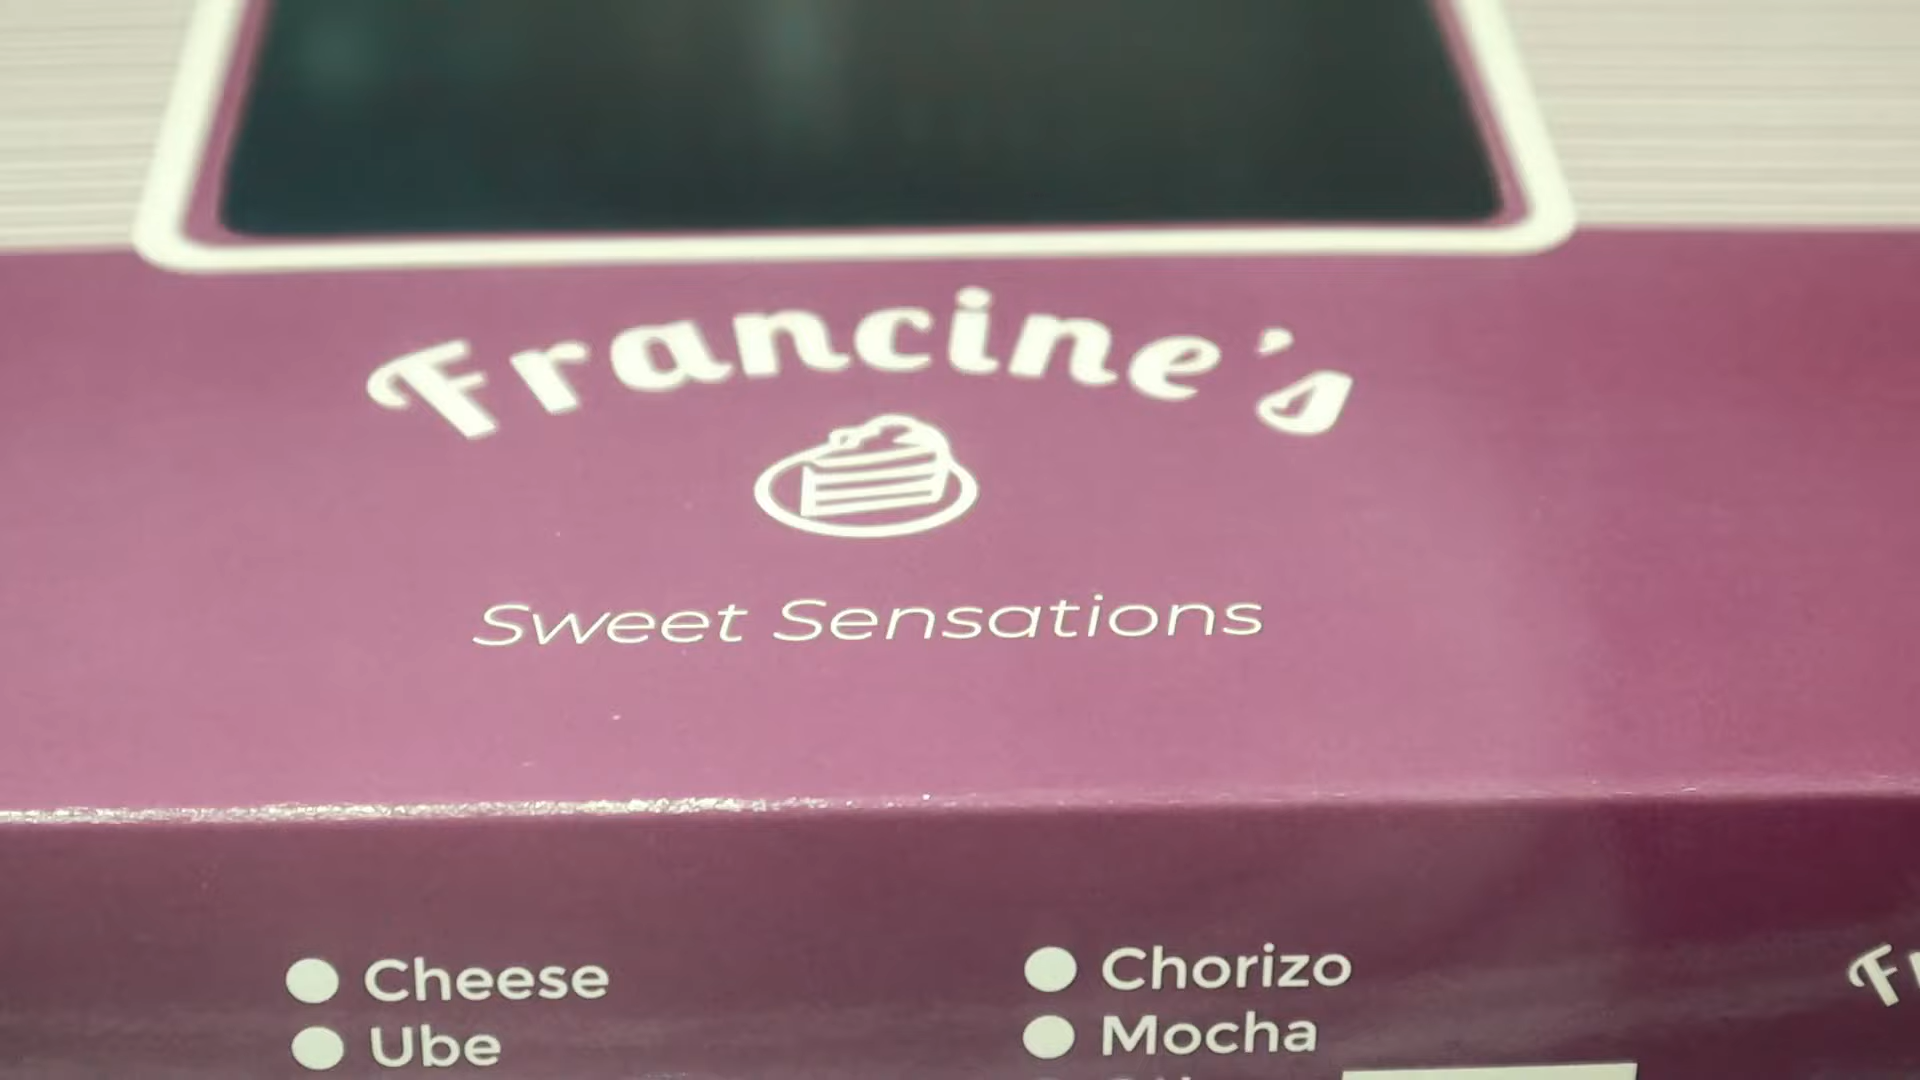 Francine's
Sweet Sensations
Cheese
Chorizo
Ube
Mocha